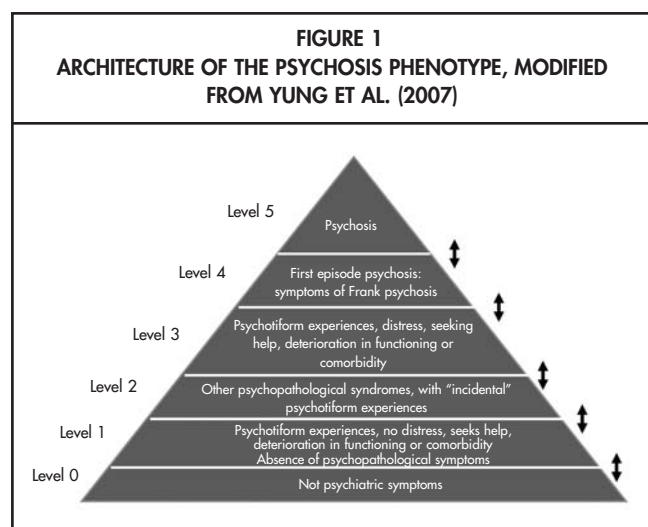 FIGURE 1
ARCHITECTURE OF THE PSYCHOSIS PHENOTYPE, MODIFIED
FROM YUNG ET AL. (2007)
Level 5
Psychosis
Level 4
First episode psychosis:
symptoms of Frank psychosis
Level 3
Psychotiform experiences, distress, seeking
help, deterioration in functioning or
comorbidity
Level 2
Other psychopathological syndromes, with "incidental"
psychotiform experiences
Level 1
Psychotiform experiences, no distress, seeks help,
deterioration in functioning or comorbidity
Absence of psychopathological symptoms
Level 0
Not psychiatric symptoms